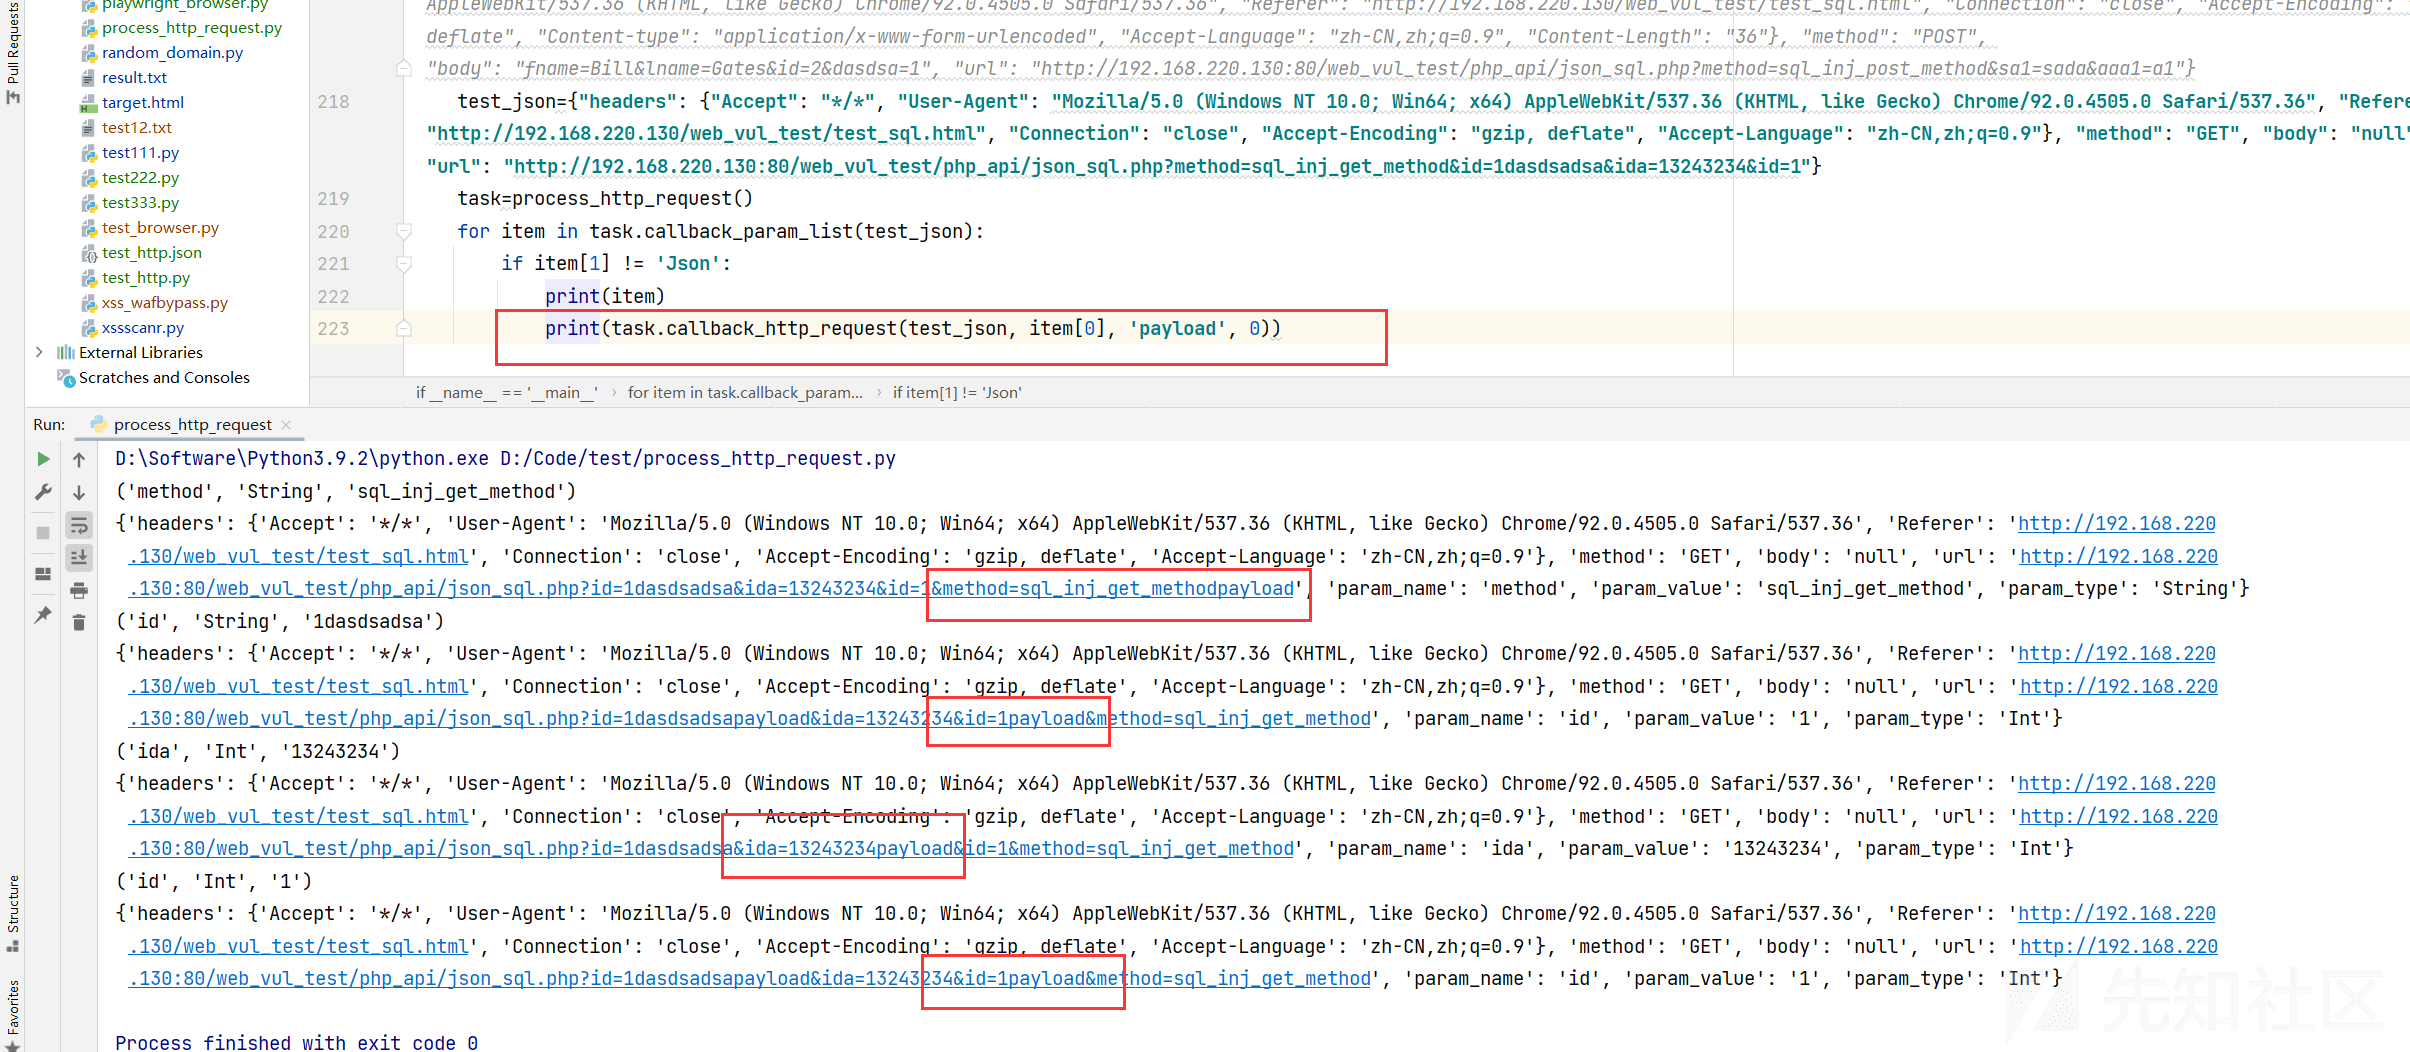 playwright_browser.py
process_http_request.py
random_domain.py
result.txt
target.html
test12.txt
test111.py
test222.py
test333.py
test_browser.py
test_http.json
test_http.py
xss_wafbypass.py
xssscanr.py
External Libraries
Scratches and Consoles
Pull Requests
AppleWebKit/537.36 (KHTML, like Gecko) Chrome/92.0.4505.0 Safari/537.36", "Referer": "http://192.168.220.130/web_vul_test/test_sql.html", "Connection": "close", "Accept-Encoding": "
deflate", "Content-type": "application/x-www-form-urlencoded", "Accept-Language": "zh-CN,zh;q=0.9", "Content-Length": "36"}, "method": "POST",
"body": "fname=Bill&lname=Gates&id=2&dasdsa=1", "url": "http://192.168.220.130:80/web_vul_test/php_api/json_sql.php?method=sql_inj_post_method&sa1=sada&aaa1=a1"}
218 test_json={"headers": {"Accept": "*/*", "User-Agent": "Mozilla/5.0 (Windows NT 10.0; Win64; x64) AppleWebKit/537.36 (KHTML, like Gecko) Chrome/92.0.4505.0 Safari/537.36", "Refere
"http://192.168.220.130/web_vul_test/test_sql.html", "Connection": "close", "Accept-Encoding": "gzip, deflate", "Accept-Language": "zh-CN,zh;q=0.9"}, "method": "GET", "body": "null"
"url": "http://192.168.220.130:80/web_vul_test/php_api/json_sql.php?method=sql_inj_get_method&id=1dasdsadsa&ida=13243234&id=1"}
219 task=process_http_request()
220 for item in task.callback_param_list(test_json):
221 if item[1] != 'Json':
222 print(item)
223 print(task.callback_http_request(test_json, item[0], 'payload', 0))
if __name__ == '__main__' › for item in task.callback_param... › if item[1] != 'Json'
Run: process_http_request ×
D:\Software\Python3.9.2\python.exe D:/Code/test/process_http_request.py
('method', 'String', 'sql_inj_get_method')
{'headers': {'Accept': '*/*', 'User-Agent': 'Mozilla/5.0 (Windows NT 10.0; Win64; x64) AppleWebKit/537.36 (KHTML, like Gecko) Chrome/92.0.4505.0 Safari/537.36', 'Referer': 'http://192.168.220
.130/web_vul_test/test_sql.html', 'Connection': 'close', 'Accept-Encoding': 'gzip, deflate', 'Accept-Language': 'zh-CN,zh;q=0.9'}, 'method': 'GET', 'body': 'null', 'url': 'http://192.168.220
.130:80/web_vul_test/php_api/json_sql.php?id=1dasdsadsa&ida=13243234&id=1&method=sql_inj_get_methodpayload', 'param_name': 'method', 'param_value': 'sql_inj_get_method', 'param_type': 'String'}
('id', 'String', '1dasdsadsa')
{'headers': {'Accept': '*/*', 'User-Agent': 'Mozilla/5.0 (Windows NT 10.0; Win64; x64) AppleWebKit/537.36 (KHTML, like Gecko) Chrome/92.0.4505.0 Safari/537.36', 'Referer': 'http://192.168.220
.130/web_vul_test/test_sql.html', 'Connection': 'close', 'Accept-Encoding': 'gzip, deflate', 'Accept-Language': 'zh-CN,zh;q=0.9'}, 'method': 'GET', 'body': 'null', 'url': 'http://192.168.220
.130:80/web_vul_test/php_api/json_sql.php?id=1dasdsadsapayload&ida=13243234&id=1payload&method=sql_inj_get_method', 'param_name': 'id', 'param_value': '1', 'param_type': 'Int'}
('ida', 'Int', '13243234')
{'headers': {'Accept': '*/*', 'User-Agent': 'Mozilla/5.0 (Windows NT 10.0; Win64; x64) AppleWebKit/537.36 (KHTML, like Gecko) Chrome/92.0.4505.0 Safari/537.36', 'Referer': 'http://192.168.220
.130/web_vul_test/test_sql.html', 'Connection': 'close', 'Accept-Encoding': 'gzip, deflate', 'Accept-Language': 'zh-CN,zh;q=0.9'}, 'method': 'GET', 'body': 'null', 'url': 'http://192.168.220
.130:80/web_vul_test/php_api/json_sql.php?id=1dasdsadsa&ida=13243234payload&id=1&method=sql_inj_get_method', 'param_name': 'ida', 'param_value': '13243234', 'param_type': 'Int'}
('id', 'Int', '1')
{'headers': {'Accept': '*/*', 'User-Agent': 'Mozilla/5.0 (Windows NT 10.0; Win64; x64) AppleWebKit/537.36 (KHTML, like Gecko) Chrome/92.0.4505.0 Safari/537.36', 'Referer': 'http://192.168.220
.130/web_vul_test/test_sql.html', 'Connection': 'close', 'Accept-Encoding': 'gzip, deflate', 'Accept-Language': 'zh-CN,zh;q=0.9'}, 'method': 'GET', 'body': 'null', 'url': 'http://192.168.220
.130:80/web_vul_test/php_api/json_sql.php?id=1dasdsadsapayload&ida=13243234&id=1payload&method=sql_inj_get_method', 'param_name': 'id', 'param_value': '1', 'param_type': 'Int'}
Process finished with exit code 0
Structure
Favorites
先知社区